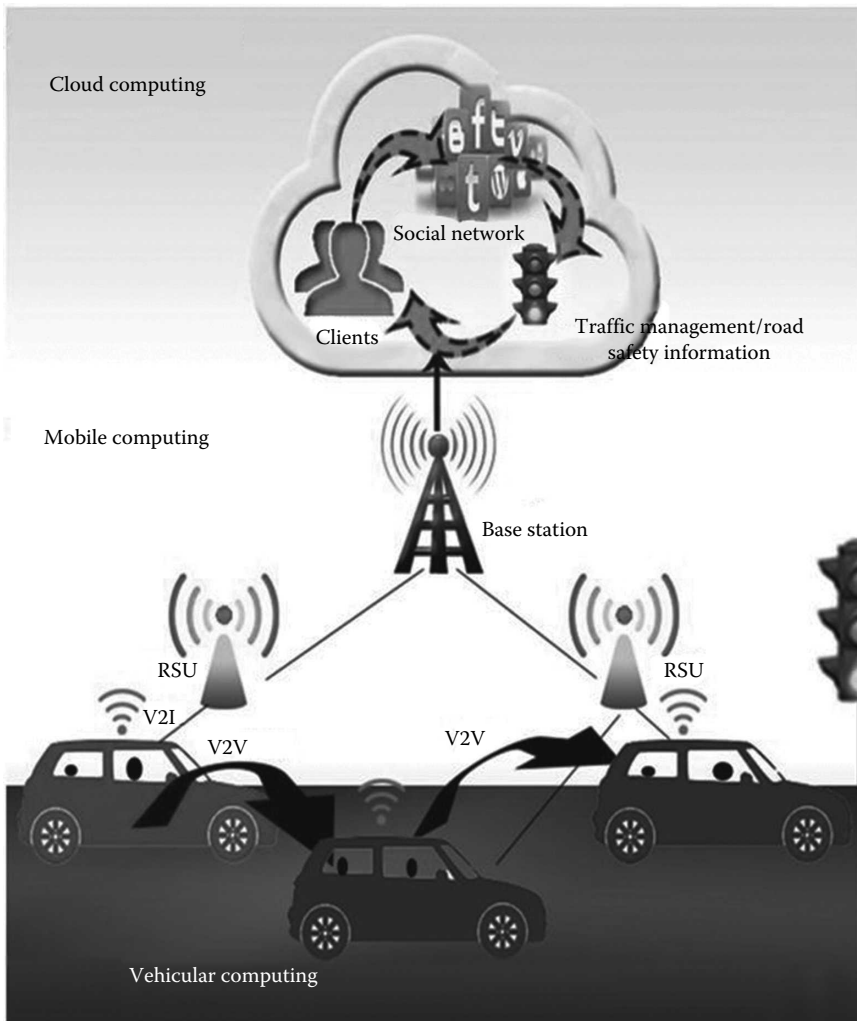 Cloud computing
B f t v
t W
Social network
Clients
Traffic management/road
safety information
Mobile computing
Base station
RSU
RSU
V2I
V2V
V2V
Vehicular computing